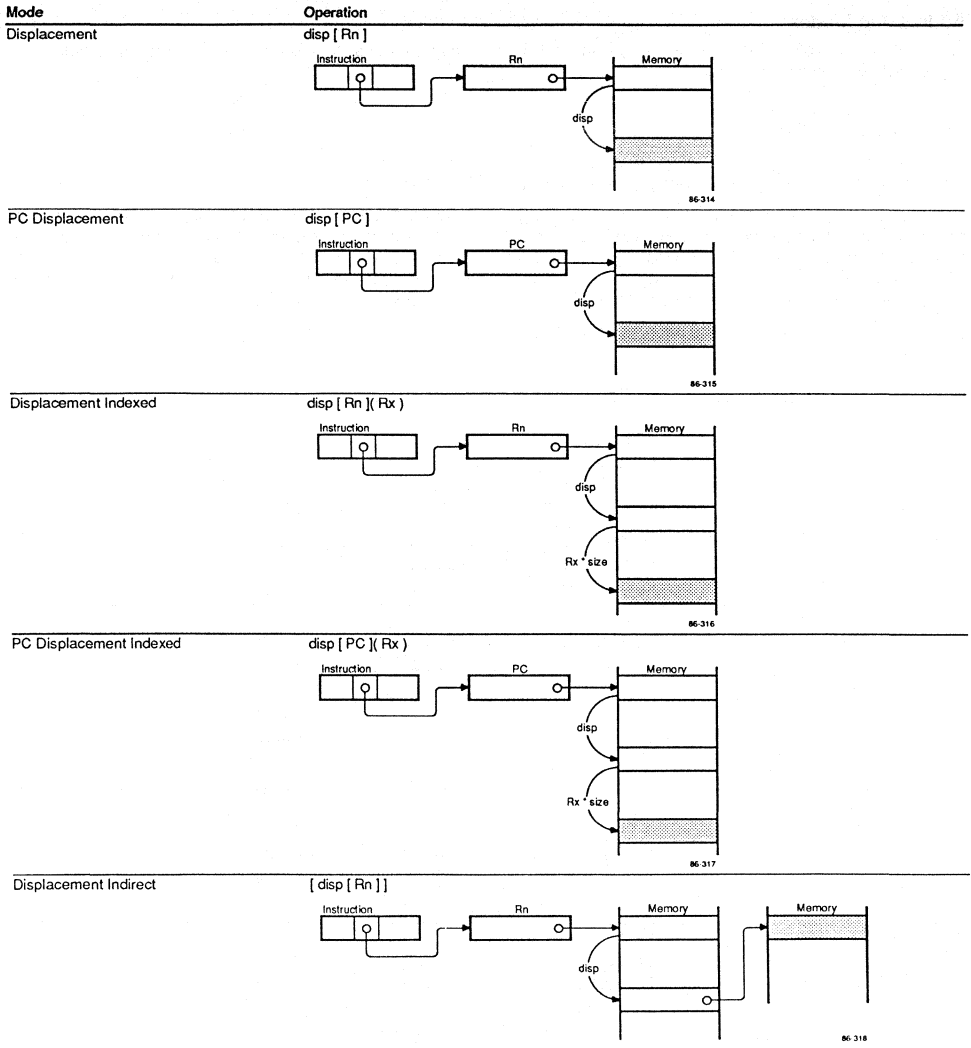 Mode Operation
Displacement disp [ Rn ]
Instruction Rn Memory
disp
86-314
PC Displacement disp [ PC ]
Instruction PC Memory
disp
86-315
Displacement Indexed disp [ Rn ]( Rx )
Instruction Rn Memory
disp
Rx * size
86-316
PC Displacement Indexed disp [ PC ]( Rx )
Instruction PC Memory
disp
Rx * size
86-317
Displacement Indirect [ disp [ Rn ] ]
Instruction Rn Memory Memory
disp
86-318